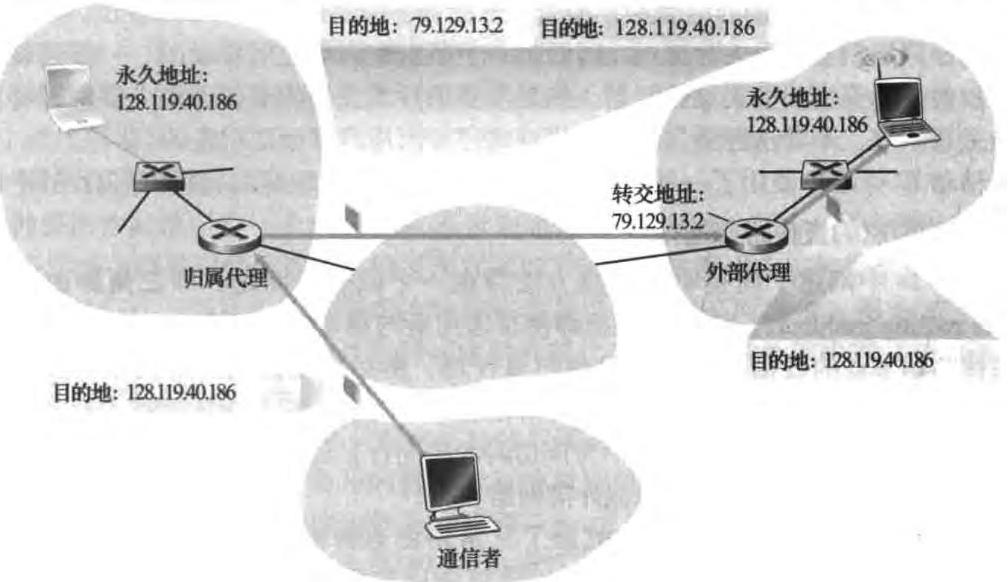 目的地: 79.129.13.2 目的地: 128.119.40.186
永久地址:
128.119.40.186
永久地址:
128.119.40.186
转交地址:
79.129.13.2
归属代理
外部代理
目的地: 128.119.40.186
目的地: 128.119.40.186
通信者